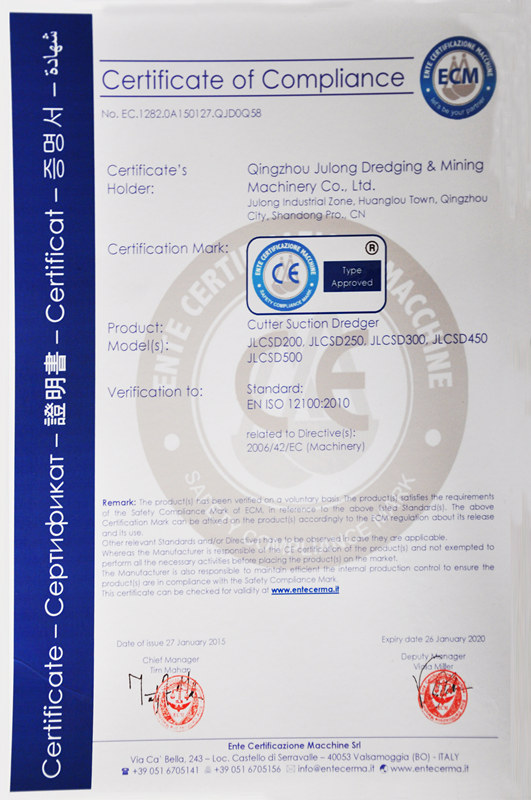 Certificate – Сертификат – 證明書 – Certificat – 증명서 – شهادة
Certificate of Compliance
ENTE CERTIFICAZIONE MACCHINE
ECM
let's be your partner
No. EC.1282.0A150127.QJD0Q58
Certificate's
Holder:
Qingzhou Julong Dredging & Mining
Machinery Co., Ltd.
Julong Industrial Zone, Huanglou Town, Qingzhou
City, Shandong Pro., CN
Certification Mark:
ENTE CERTIFICAZIONE MACCHINE
CE
SAFETY COMPLIANCE MARK
®
Type
Approved
Product:
Cutter Suction Dredger
Model(s):
JLCSD200, JLCSD250, JLCSD300, JLCSD450
JLCSD500
Verification to:
Standard:
EN ISO 12100:2010
related to Directive(s):
2006/42/EC (Machinery)
Remark: The product(s) has been verified on a voluntary basis. The product(s) satisfies the requirements
of the Safety Compliance Mark of ECM, in reference to the above listed Standard(s). The above
Certification Mark can be affixed on the product(s) accordingly to the ECM regulation about its release
and its use.
Other relevant Standards and/or Directives have to be observed in case they are applicable.
Whereas the Manufacturer is responsible of the CE certification of the product(s) and not exempted to
perform all the necessary activities before placing the product(s) on the market.
The Manufacturer is also responsible to maintain efficient the internal production control to ensure the
product(s) are in compliance with the Safety Compliance Mark.
This certificate can be checked for validity at www.entecerma.it
Date of issue 27 January 2015
Expiry date 26 January 2020
Chief Manager
Tim Mahan
Deputy Manager
Miller
Ente Certificazione Macchine Srl
Via Ca' Bella, 243 – Loc. Castello di Serravalle – 40053 Valsamoggia (BO) - ITALY
+39 051 6705141 +39 051 6705156 info@entecerma.it www.entecerma.it